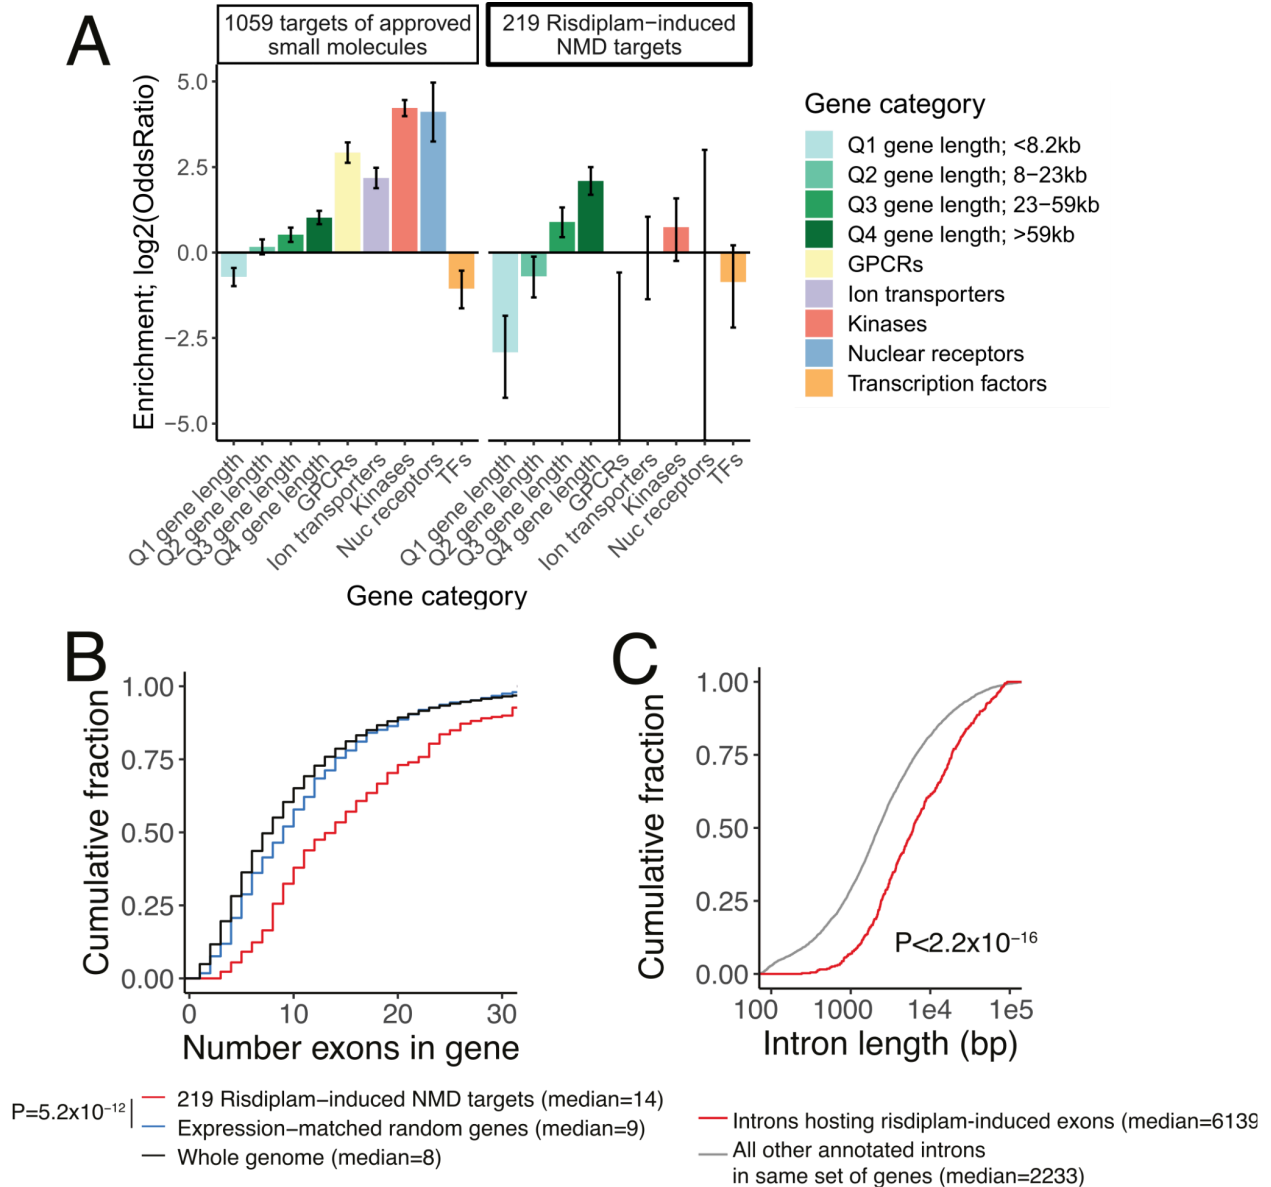 A
1059 targets of approved
small molecules
219 Risdiplam−induced
NMD targets
Enrichment; log2(OddsRatio)
5.0
2.5
0.0
−2.5
−5.0
Q1 gene length
Q2 gene length
Q3 gene length
Q4 gene length
GPCRs
Ion transporters
Kinases
Nuc receptors
TFs
Q1 gene length
Q2 gene length
Q3 gene length
Q4 gene length
GPCRs
Ion transporters
Kinases
Nuc receptors
TFs
Gene category
Gene category
Q1 gene length; <8.2kb
Q2 gene length; 8−23kb
Q3 gene length; 23−59kb
Q4 gene length; >59kb
GPCRs
Ion transporters
Kinases
Nuclear receptors
Transcription factors
B
Cumulative fraction
1.00
0.75
0.50
0.25
0.00
0 10 20 30
Number exons in gene
P=5.2x10⁻¹²
219 Risdiplam−induced NMD targets (median=14)
Expression−matched random genes (median=9)
Whole genome (median=8)
C
Cumulative fraction
1.00
0.75
0.50
0.25
0.00
P<2.2x10⁻¹⁶
100 1000 1e4 1e5
Intron length (bp)
Introns hosting risdiplam−induced exons (median=6139
All other annotated introns
in same set of genes (median=2233)